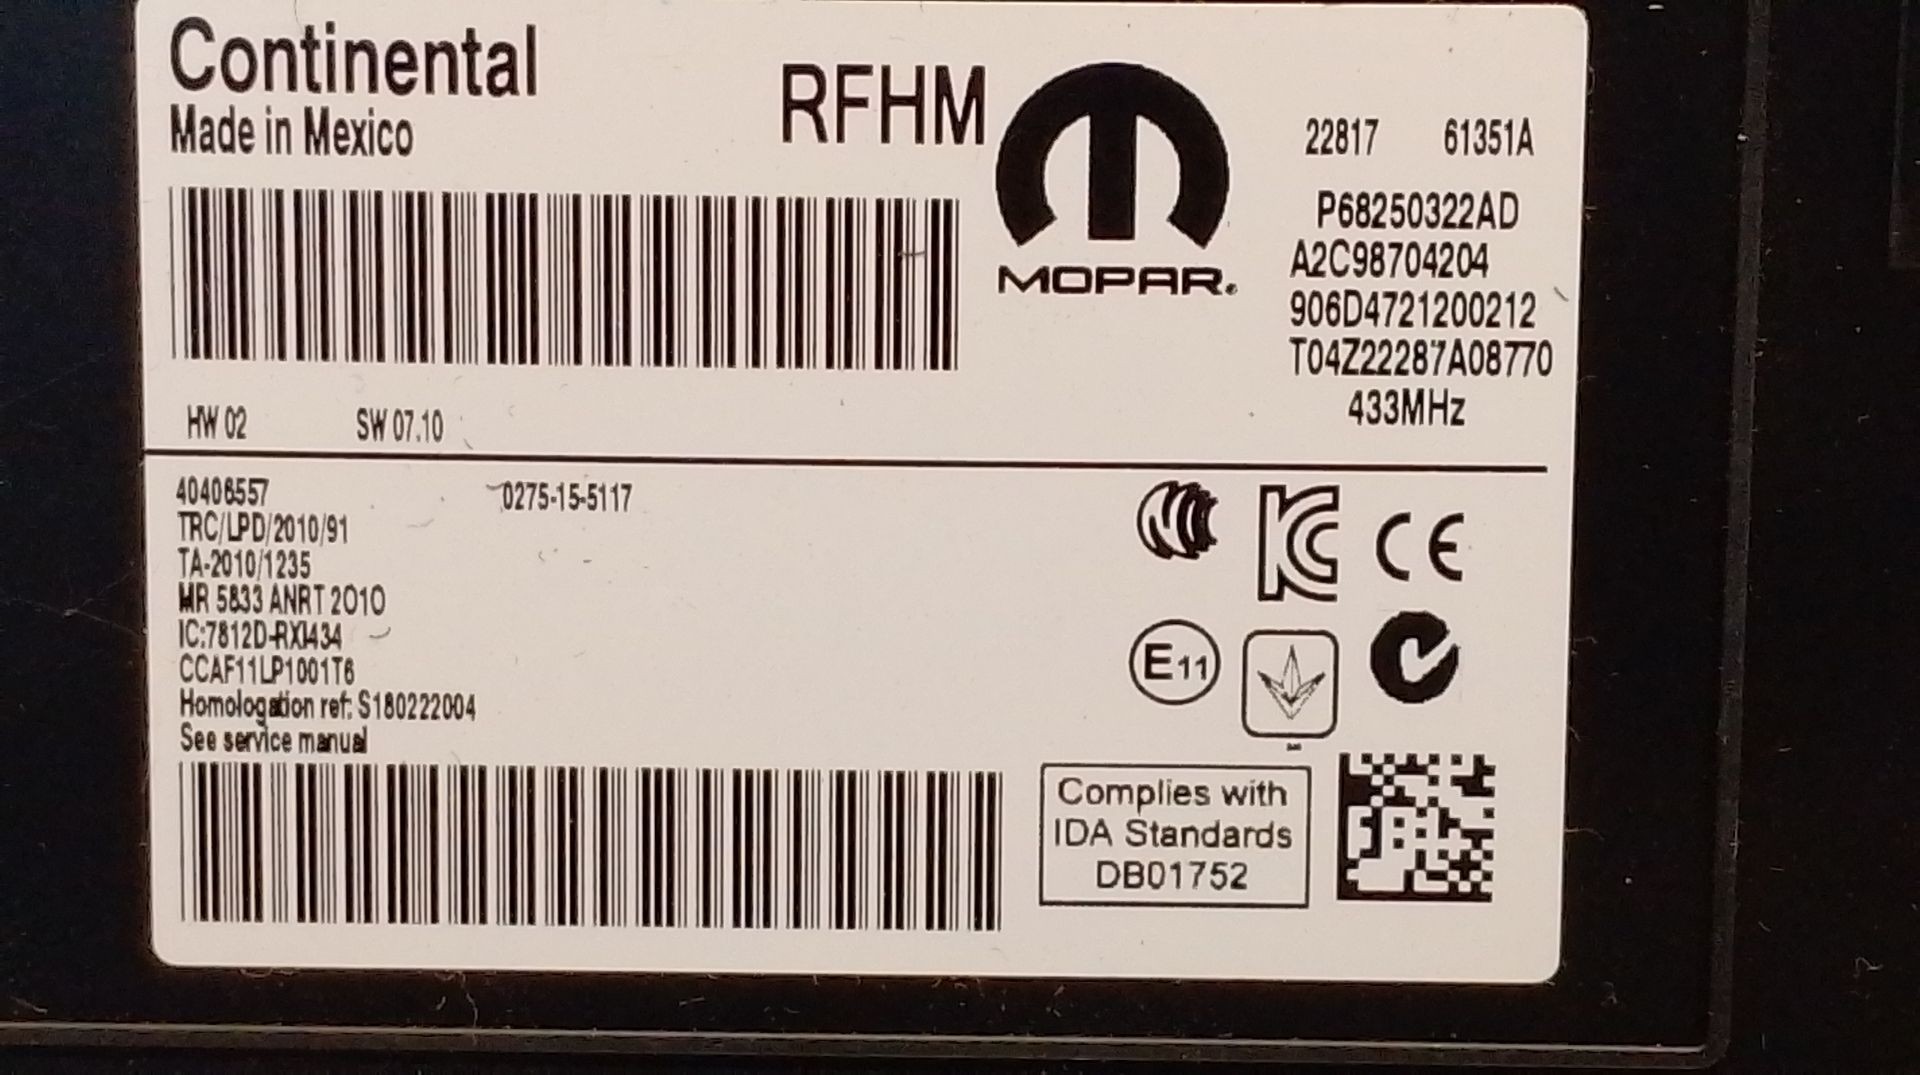 Continental
Made in Mexico
RFHM
MOPAR®
22817 61351A
P68250322AD
A2C98704204
906D4721200212
T04Z22287A08770
433MHz
HW 02 SW 07.10
40406557 0275-15-5117
TRC/LPD/2010/91
TA-2010/1235
MR 5833 ANRT 2010
IC:7812D-RXI434
CCAF11LP1001T6
Homologation ref: S180222004
See service manual
CE
E11
Complies with
IDA Standards
DB01752